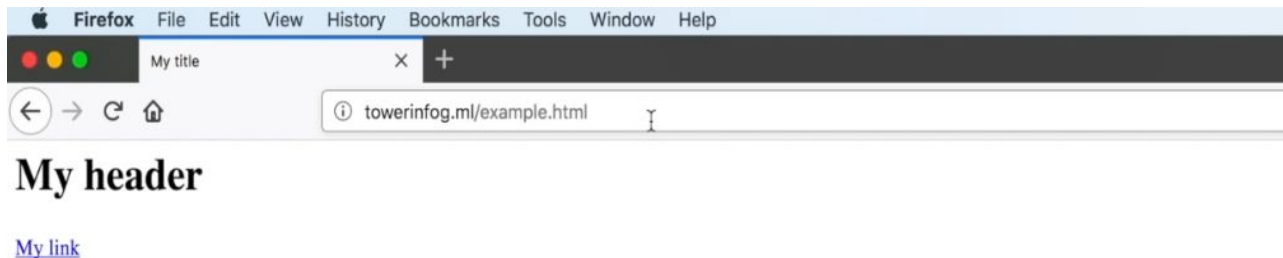 Firefox File Edit View History Bookmarks Tools Window Help
My title
towerinfog.ml/example.html
My header
My link